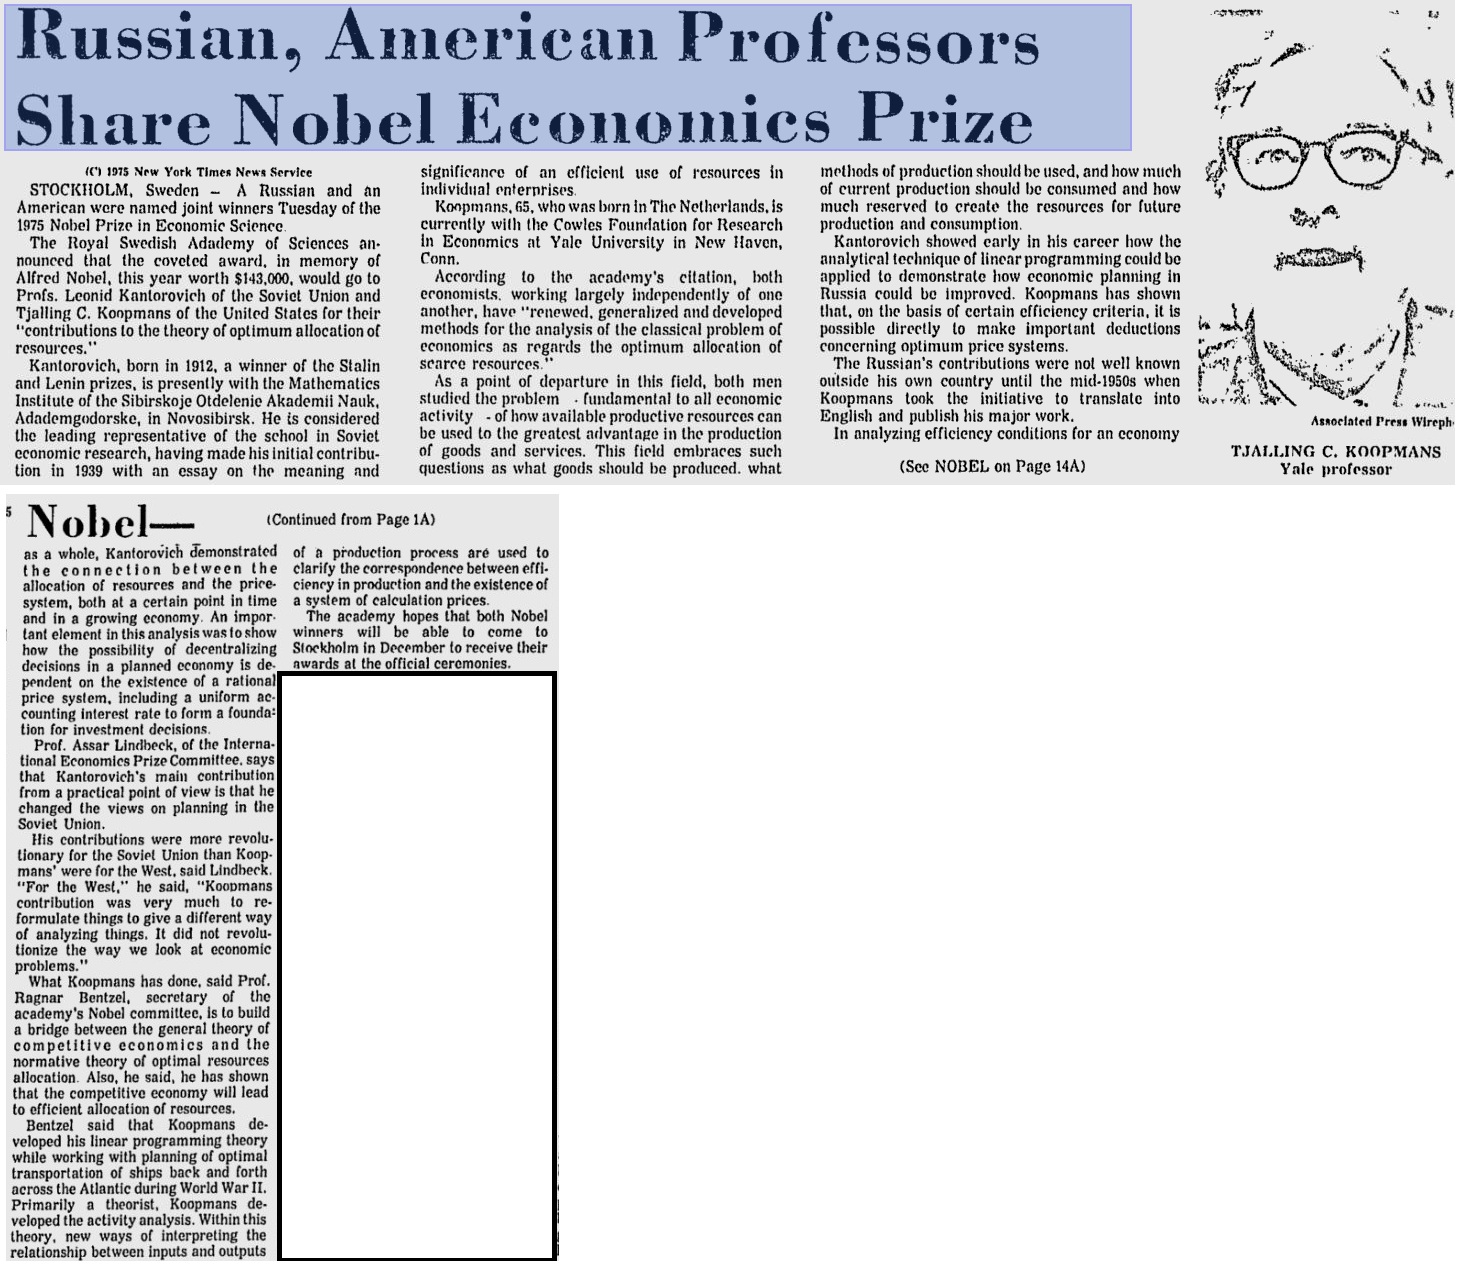 Russian, American Professors
Share Nobel Economics Prize
(C) 1975 New York Times News Service
STOCKHOLM, Sweden — A Russian and an
American were named joint winners Tuesday of the
1975 Nobel Prize in Economic Science.
The Royal Swedish Adademy of Sciences an-
nounced that the coveted award, in memory of
Alfred Nobel, this year worth $143,000, would go to
Profs. Leonid Kantorovich of the Soviet Union and
Tjalling C. Koopmans of the United States for their
"contributions to the theory of optimum allocation of
resources."
Kantorovich, born in 1912, a winner of the Stalin
and Lenin prizes, is presently with the Mathematics
Institute of the Sibirskoje Otdelenie Akademii Nauk,
Adademgodorske, in Novosibirsk. He is considered
the leading representative of the school in Soviet
economic research, having made his initial contribu-
tion in 1939 with an essay on the meaning and
significance of an efficient use of resources in
individual enterprises.
Koopmans, 65, who was born in The Netherlands, is
currently with the Cowles Foundation for Research
in Economics at Yale University in New Haven,
Conn.
According to the academy's citation, both
economists, working largely independently of one
another, have "renewed, generalized and developed
methods for the analysis of the classical problem of
economics as regards the optimum allocation of
scarce resources."
As a point of departure in this field, both men
studied the problem - fundamental to all economic
activity - of how available productive resources can
be used to the greatest advantage in the production
of goods and services. This field embraces such
questions as what goods should be produced, what
methods of production should be used, and how much
of current production should be consumed and how
much reserved to create the resources for future
production and consumption.
Kantorovich showed early in his career how the
analytical technique of linear programming could be
applied to demonstrate how economic planning in
Russia could be improved. Koopmans has shown
that, on the basis of certain efficiency criteria, it is
possible directly to make important deductions
concerning optimum price systems.
The Russian's contributions were not well known
outside his own country until the mid-1950s when
Koopmans took the initiative to translate into
English and publish his major work.
In analyzing efficiency conditions for an economy
(See NOBEL on Page 14A)
Associated Press Wireph
TJALLING C. KOOPMANS
Yale professor
5
Nobel—
(Continued from Page 1A)
as a whole, Kantorovich demonstrated
the connection between the
allocation of resources and the price-
system, both at a certain point in time
and in a growing economy. An impor-
tant element in this analysis was to show
how the possibility of decentralizing
decisions in a planned economy is de-
pendent on the existence of a rational
price system, including a uniform ac-
counting interest rate to form a founda-
tion for investment decisions.
Prof. Assar Lindbeck, of the Interna-
tional Economics Prize Committee, says
that Kantorovich's main contribution
from a practical point of view is that he
changed the views on planning in the
Soviet Union.
His contributions were more revolu-
tionary for the Soviet Union than Koop-
mans' were for the West, said Lindbeck.
"For the West," he said, "Koopmans
contribution was very much to re-
formulate things to give a different way
of analyzing things. It did not revolu-
tionize the way we look at economic
problems."
What Koopmans has done, said Prof.
Ragnar Bentzel, secretary of the
academy's Nobel committee, is to build
a bridge between the general theory of
competitive economics and the
normative theory of optimal resources
allocation. Also, he said, he has shown
that the competitive economy will lead
to efficient allocation of resources.
Bentzel said that Koopmans de-
veloped his linear programming theory
while working with planning of optimal
transportation of ships back and forth
across the Atlantic during World War II.
Primarily a theorist, Koopmans de-
veloped the activity analysis. Within this
theory, new ways of interpreting the
relationship between inputs and outputs
of a production process are used to
clarify the correspondence between effi-
ciency in production and the existence of
a system of calculation prices.
The academy hopes that both Nobel
winners will be able to come to
Stockholm in December to receive their
awards at the official ceremonies.